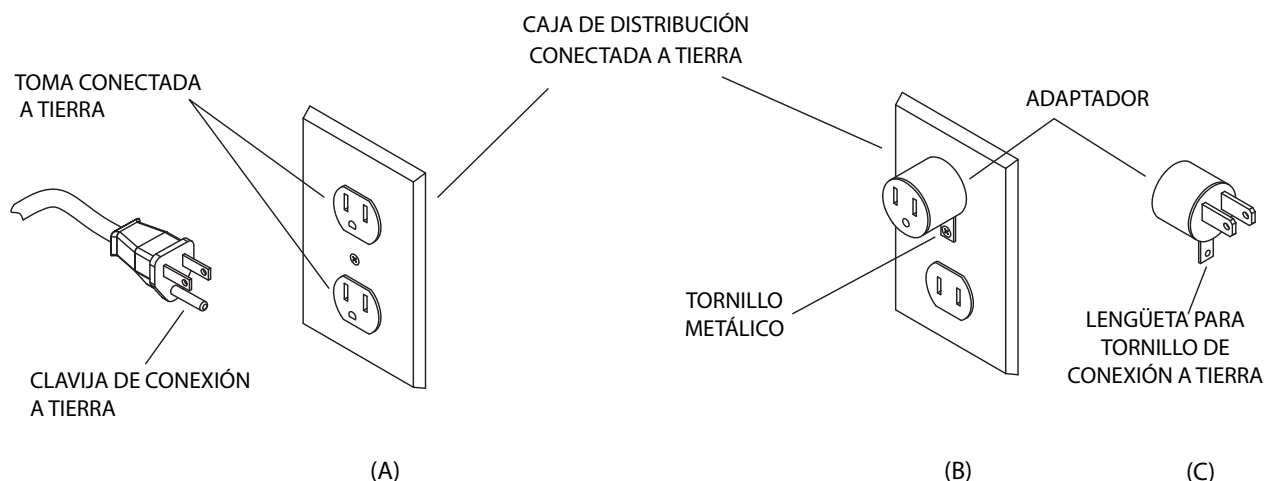 CAJA DE DISTRIBUCIÓN
CONECTADA A TIERRA
TOMA CONECTADA
A TIERRA
ADAPTADOR
TORNILLO
METÁLICO
LENGÜETA PARA
TORNILLO DE
CONEXIÓN A TIERRA
CLAVIJA DE CONEXIÓN
A TIERRA
(A)
(B)
(C)